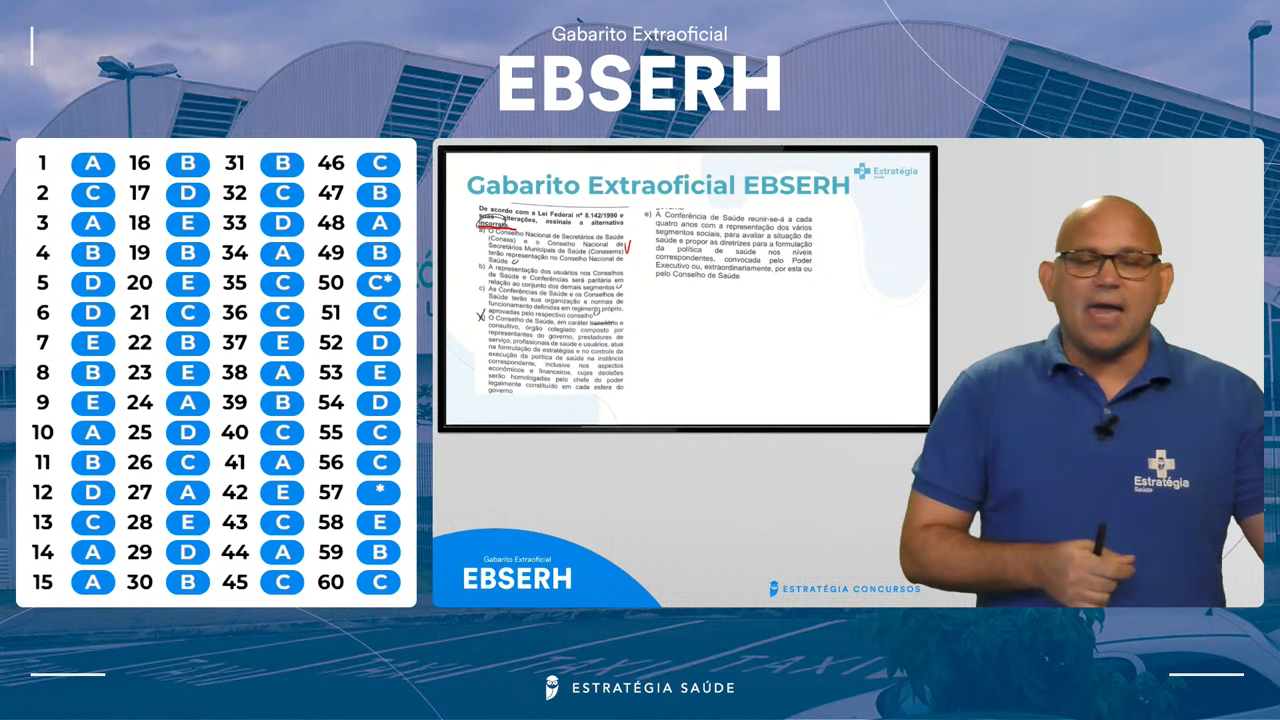 Gabarito Extraoficial
EBSERH
1 A 16 B 31 B 46 C
2 C 17 D 32 C 47 B
3 A 18 E 33 D 48 A
4 B 19 B 34 A 49 B
5 D 20 E 35 C 50 C*
6 D 21 C 36 C 51 C
7 E 22 B 37 E 52 D
8 B 23 E 38 A 53 E
9 E 24 A 39 B 54 D
10 A 25 D 40 C 55 C
11 B 26 C 41 A 56 C
12 D 27 A 42 E 57 *
13 C 28 E 43 C 58 E
14 A 29 D 44 A 59 B
15 A 30 B 45 C 60 C
Estratégia
Saúde
Gabarito Extraoficial EBSERH
De acordo com a Lei Federal nº 8.142/1990 e
suas alterações, assinale a alternativa
incorreta
a) O Conselho Nacional de Secretários de Saúde
(Conass) e o Conselho Nacional de
Secretários Municipais de Saúde (Conasems)
terão representação no Conselho Nacional de
Saúde
b) A representação dos usuários nos Conselhos
de Saúde e Conferências será paritária em
relação ao conjunto dos demais segmentos
c) As Conferências de Saúde e os Conselhos de
Saúde terão sua organização e normas de
funcionamento definidas em regimento próprio,
aprovadas pelo respectivo conselho
O Conselho de Saúde, em caráter transitório e
consultivo, órgão colegiado composto por
representantes do governo, prestadores de
serviço, profissionais de saúde e usuários, atua
na formulação de estratégias e no controle da
execução da política de saúde na instância
correspondente, inclusive nos aspectos
econômicos e financeiros, cujas decisões
serão homologadas pelo chefe do poder
legalmente constituído em cada esfera do
governo
e) A Conferência de Saúde reunir-se-á a cada
quatro anos com a representação dos vários
segmentos sociais, para avaliar a situação de
saúde e propor as diretrizes para a formulação
da política de saúde nos níveis
correspondentes, convocada pelo Poder
Executivo ou, extraordinariamente, por esta ou
pelo Conselho de Saúde
Estratégia
Saúde
Gabarito Extraoficial
EBSERH
ESTRATÉGIA CONCURSOS
TAXI
TAXI
ESTRATÉGIA SAÚDE